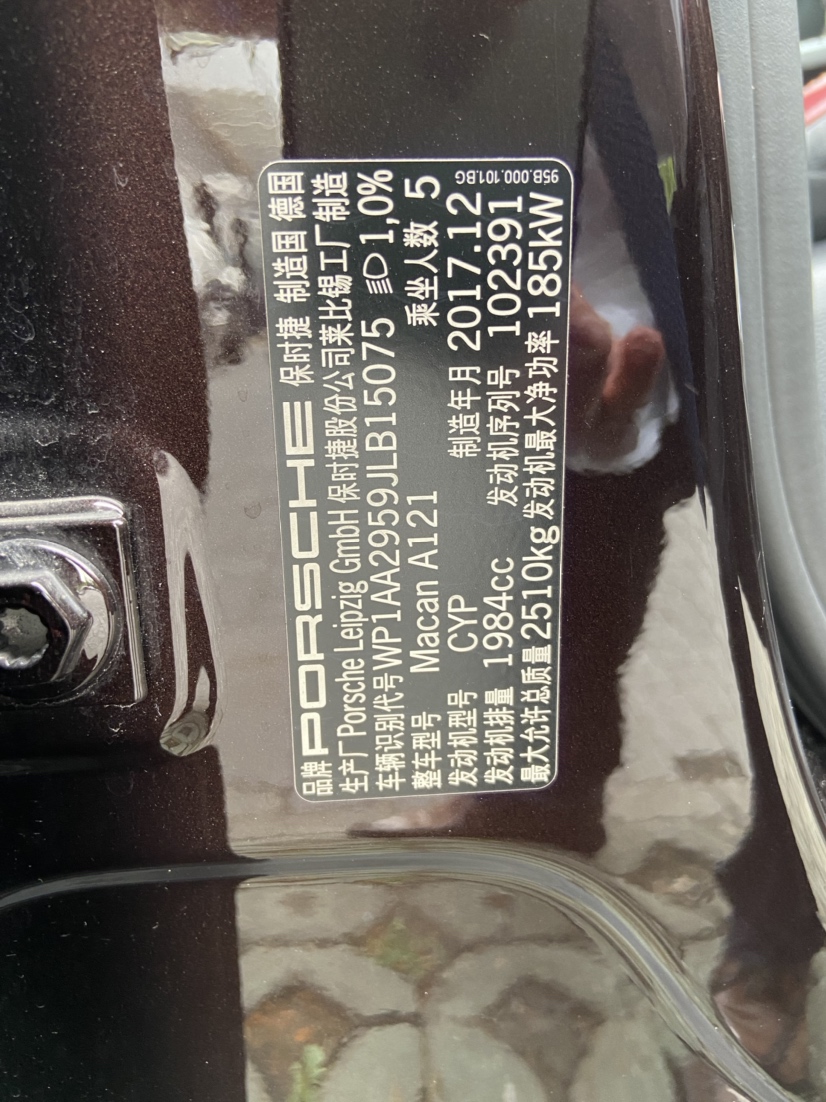 品牌 PORSCHE 保时捷 制造国 德国
生产厂 Porsche Leipzig GmbH 保时捷股份公司莱比锡工厂制造
车辆识别代号 WP1AA2959JLB15075 1,0%
整车型号 Macan A121 乘坐人数 5
发动机型号 CYP 制造年月 2017.12
发动机排量 1984cc 发动机序列号 102391
最大允许总质量 2510kg 发动机最大净功率 185kW
95B.000.101.BG